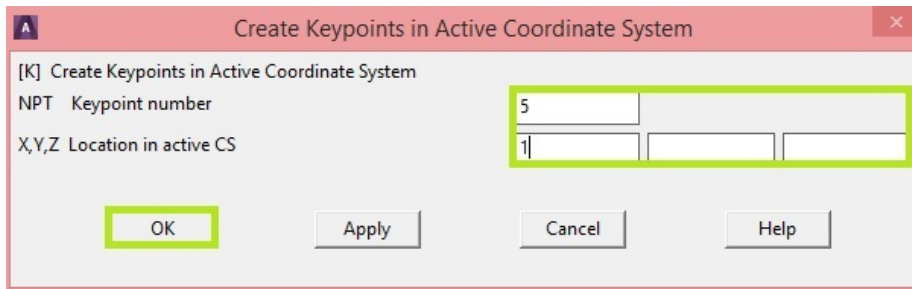 A Create Keypoints in Active Coordinate System ×
[K] Create Keypoints in Active Coordinate System
NPT Keypoint number 5
X,Y,Z Location in active CS 1
OK Apply Cancel Help